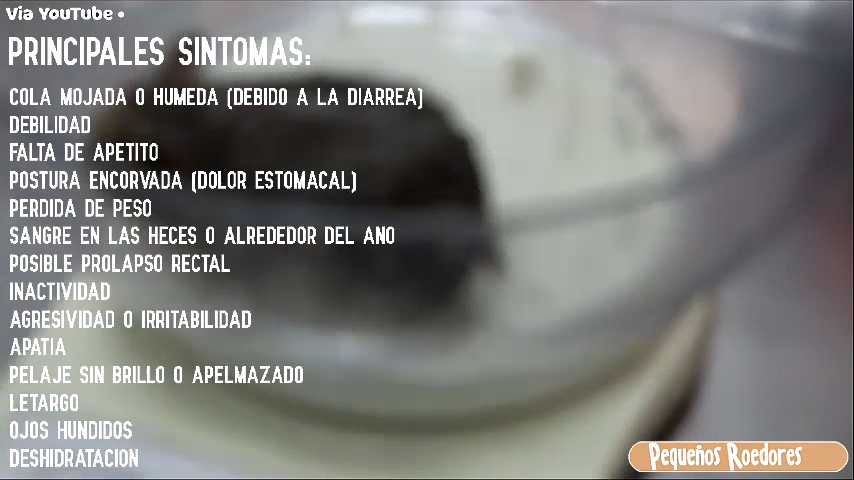 Via YouTube •
PRINCIPALES SINTOMAS:
COLA MOJADA O HUMEDA (DEBIDO A LA DIARREA)
DEBILIDAD
FALTA DE APETITO
POSTURA ENCORVADA (DOLOR ESTOMACAL)
PERDIDA DE PESO
SANGRE EN LAS HECES O ALREDEDOR DEL ANO
POSIBLE PROLAPSO RECTAL
INACTIVIDAD
AGRESIVIDAD O IRRITABILIDAD
APATIA
PELAJE SIN BRILLO O APELMAZADO
LETARGO
OJOS HUNDIDOS
DESHIDRATACION
Pequeños Roedores